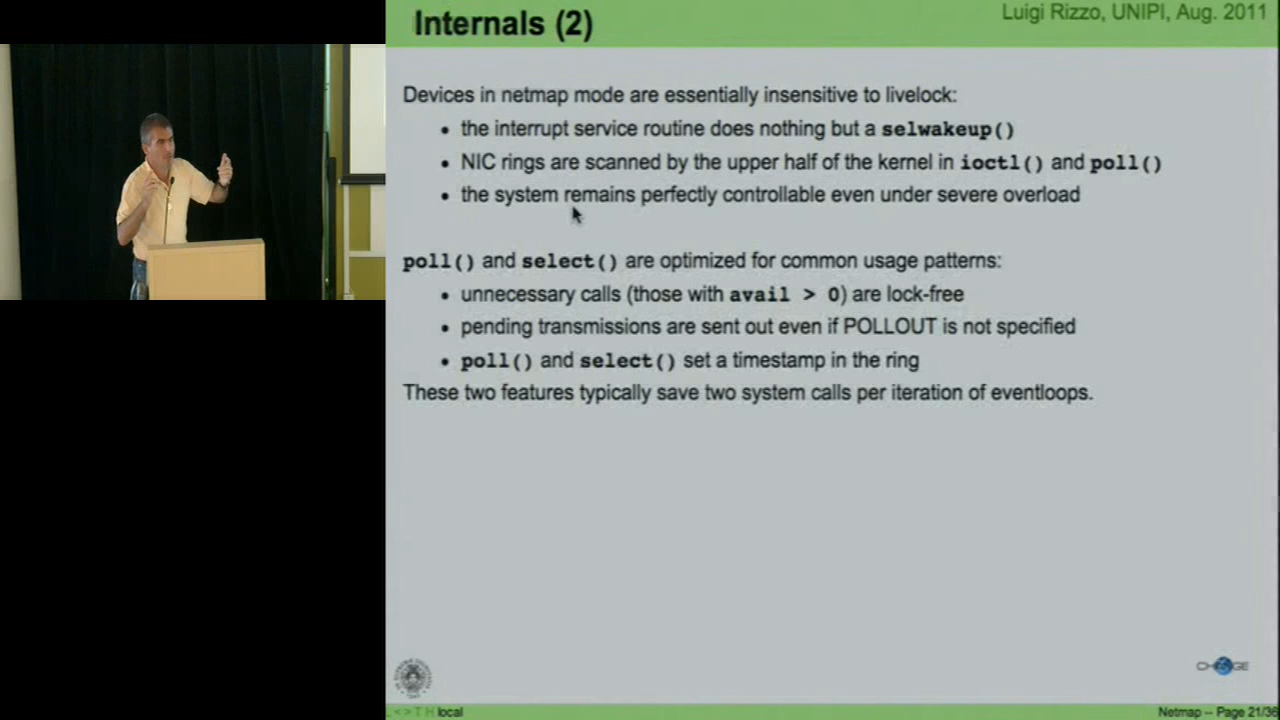 Internals (2)
Luigi Rizzo, UNIPI, Aug. 2011
Devices in netmap mode are essentially insensitive to livelock:
• the interrupt service routine does nothing but a selwakeup()
• NIC rings are scanned by the upper half of the kernel in ioctl() and poll()
• the system remains perfectly controllable even under severe overload
poll() and select() are optimized for common usage patterns:
• unnecessary calls (those with avail > 0) are lock-free
• pending transmissions are sent out even if POLLOUT is not specified
• poll() and select() set a timestamp in the ring
These two features typically save two system calls per iteration of eventloops.
L <> T H local
Netmap -- Page 21/36